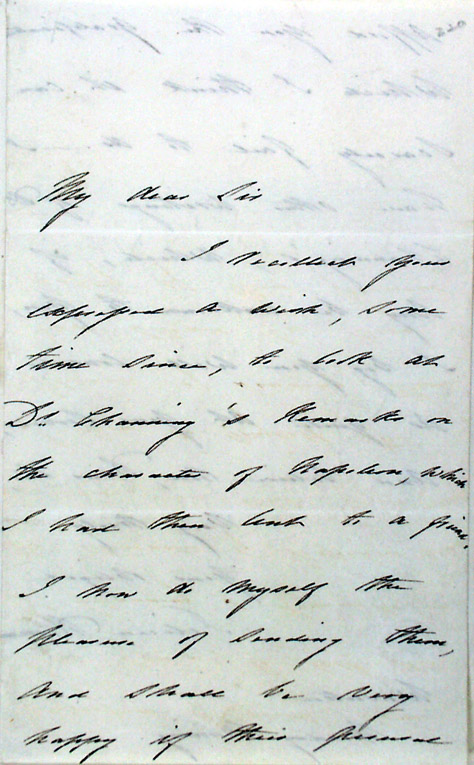 My dear Sir
I recollect your
expressed a wish, some
time since, to look at
Dr. Channing's Remarks on
the character of Napoleon, which
I had then lent to a friend.
I now do myself the
pleasure of sending them,
and shall be very
happy if their perusal